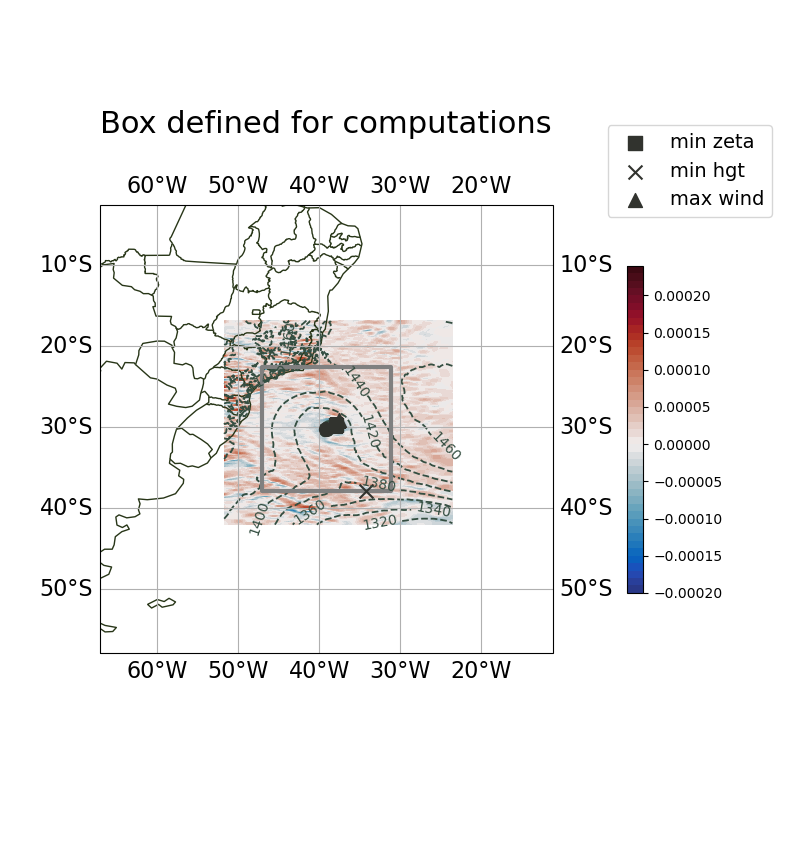 Box defined for computations
min zeta
min hgt
max wind
60°W 50°W 40°W 30°W 20°W
10°S 10°S
20°S 20°S
30°S 30°S
40°S 40°S
50°S 50°S
60°W 50°W 40°W 30°W 20°W
1440
1420
1460
1380
1400
1360
1340
1320
0.00020
0.00015
0.00010
0.00005
0.00000
−0.00005
−0.00010
−0.00015
−0.00020